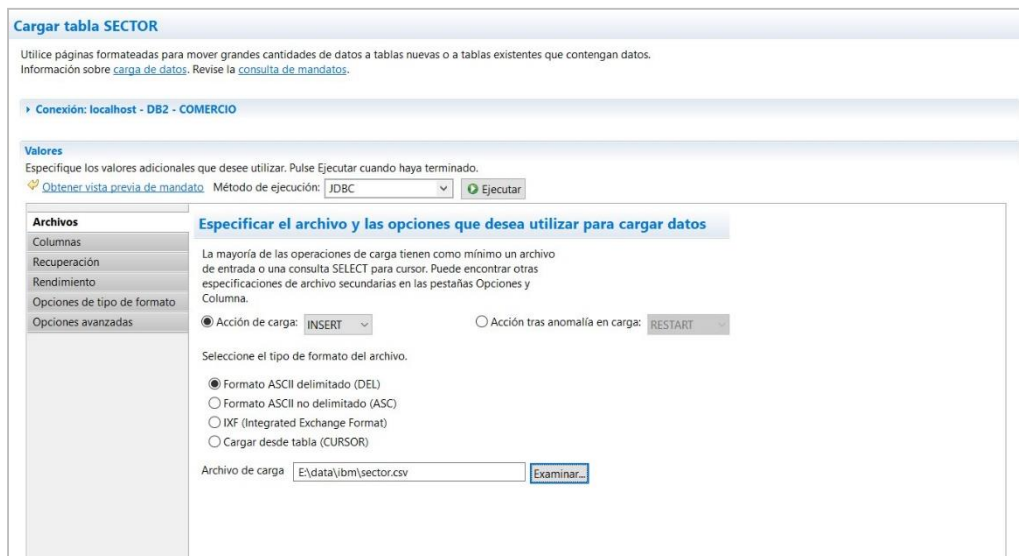 Cargar tabla SECTOR
Utilice páginas formateadas para mover grandes cantidades de datos a tablas nuevas o a tablas existentes que contengan datos.
Información sobre carga de datos. Revise la consulta de mandatos.
Conexión: localhost - DB2 - COMERCIO
Valores
Especifique los valores adicionales que desee utilizar. Pulse Ejecutar cuando haya terminado.
Obtener vista previa de mandato Método de ejecución: JDBC Ejecutar
Archivos
Columnas
Recuperación
Rendimiento
Opciones de tipo de formato
Opciones avanzadas
Especificar el archivo y las opciones que desea utilizar para cargar datos
La mayoría de las operaciones de carga tienen como mínimo un archivo
de entrada o una consulta SELECT para cursor. Puede encontrar otras
especificaciones de archivo secundarias en las pestañas Opciones y
Columna.
Acción de carga: INSERT Acción tras anomalía en carga: RESTART
Seleccione el tipo de formato del archivo.
Formato ASCII delimitado (DEL)
Formato ASCII no delimitado (ASC)
IXF (Integrated Exchange Format)
Cargar desde tabla (CURSOR)
Archivo de carga E:\data\ibm\sector.csv Examinar...